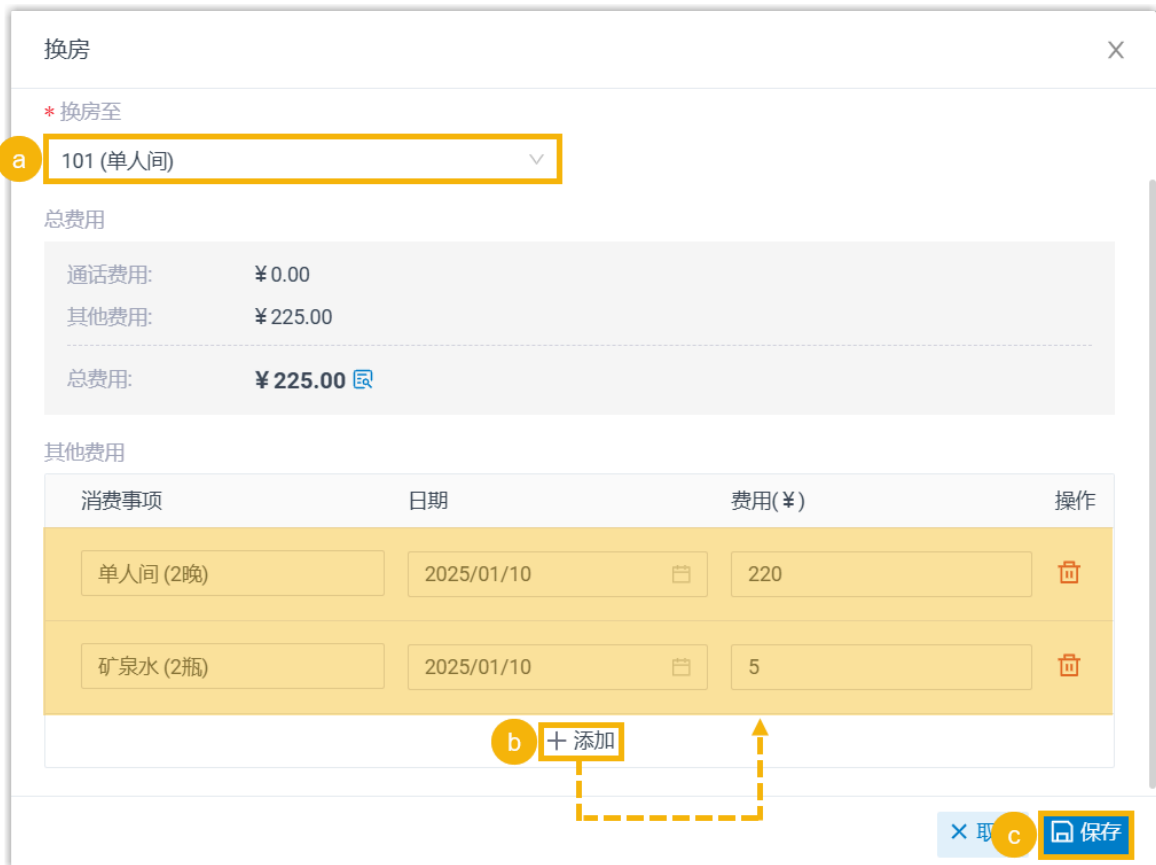 换房
* 换房至
a
101 (单人间)
总费用
通话费用: ¥0.00
其他费用: ¥225.00
总费用: ¥225.00
其他费用
消费事项 日期 费用(¥) 操作
单人间 (2晚) 2025/01/10 220
矿泉水 (2瓶) 2025/01/10 5
b + 添加
c 保存